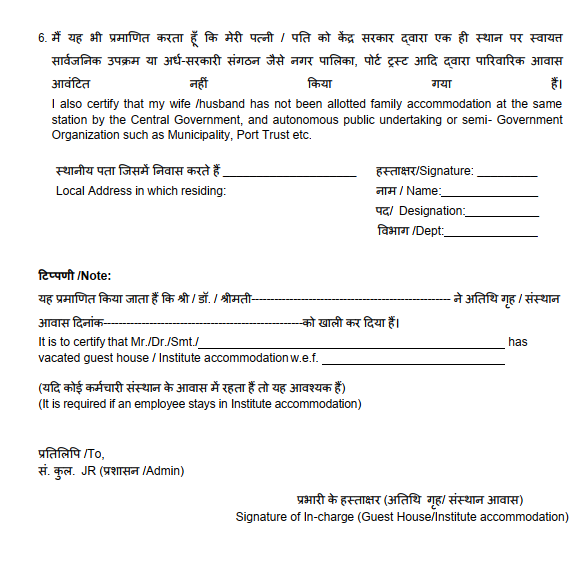 6. मैं यह भी प्रमाणित करता हूँ कि मेरी पत्नी / पति को केंद्र सरकार द्वारा एक ही स्थान पर स्वायत्त
सार्वजनिक उपक्रम या अर्ध-सरकारी संगठन जैसे नगर पालिका, पोर्ट ट्रस्ट आदि द्वारा पारिवारिक आवास
आवंटित नहीं किया गया हैं।
I also certify that my wife /husband has not been allotted family accommodation at the same
station by the Central Government, and autonomous public undertaking or semi- Government
Organization such as Municipality, Port Trust etc.
स्थानीय पता जिसमें निवास करते हैं ____________________ हस्ताक्षर/Signature: _________
Local Address in which residing: नाम / Name:______________
पद/ Designation:___________
विभाग /Dept:______________
टिप्पणी /Note:
यह प्रमाणित किया जाता हैं कि श्री / डॉ. / श्रीमती-------------------------------------------------- ने अतिथि गृह / संस्थान
आवास दिनांक--------------------------------------------------को खाली कर दिया हैं।
It is to certify that Mr./Dr./Smt./______________________________________________ has
vacated guest house / Institute accommodation w.e.f. ____________________________
(यदि कोई कर्मचारी संस्थान के आवास में रहता हैं तो यह आवश्यक हैं)
(It is required if an employee stays in Institute accommodation)
प्रतिलिपि /To,
सं. कुल. JR (प्रशासन /Admin)
प्रभारी के हस्ताक्षर (अतिथि गृह/ संस्थान आवास)
Signature of In-charge (Guest House/Institute accommodation)